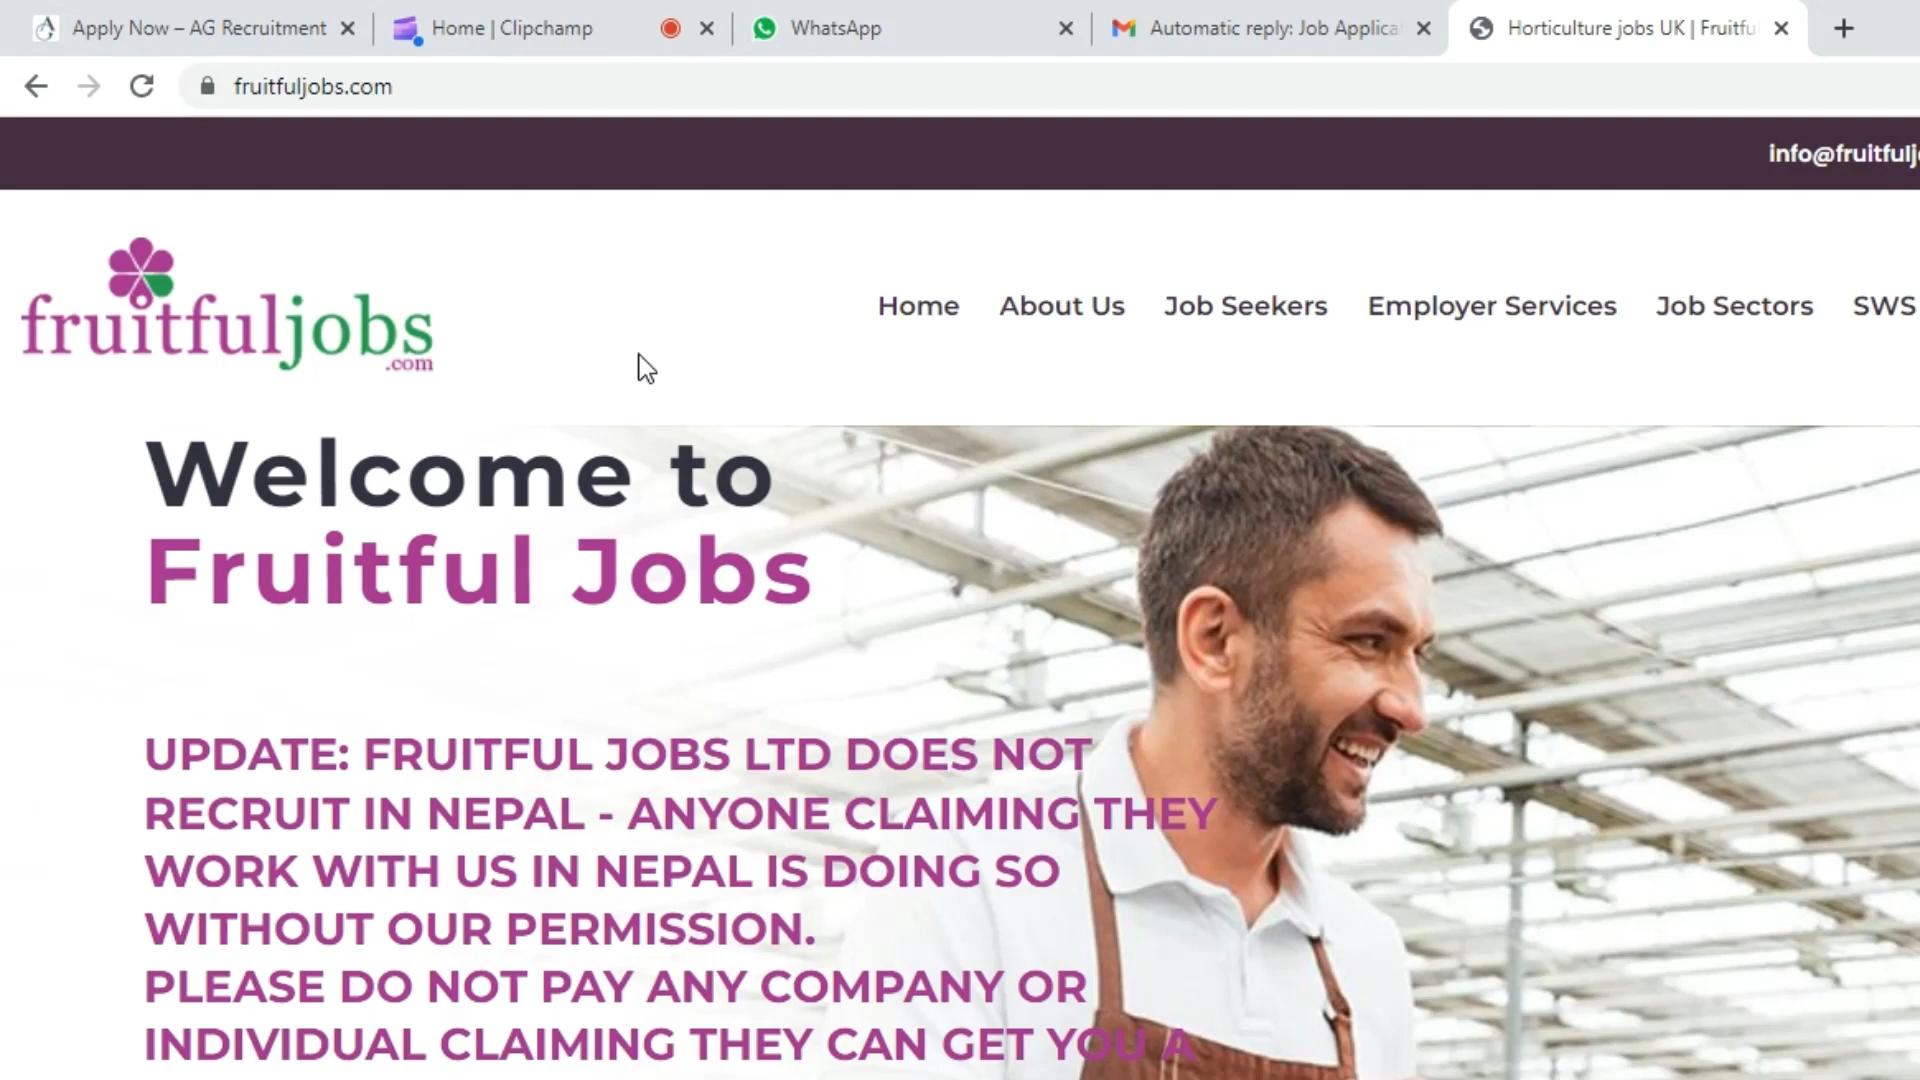 Apply Now – AG Recruitment
Home | Clipchamp
WhatsApp
Automatic reply: Job Applica
Horticulture jobs UK | Fruitfu
fruitfuljobs.com
info@fruitfulj
fruitfuljobs
.com
Home
About Us
Job Seekers
Employer Services
Job Sectors
SWS
Welcome to
Fruitful Jobs
UPDATE: FRUITFUL JOBS LTD DOES NOT
RECRUIT IN NEPAL - ANYONE CLAIMING THEY
WORK WITH US IN NEPAL IS DOING SO
WITHOUT OUR PERMISSION.
PLEASE DO NOT PAY ANY COMPANY OR
INDIVIDUAL CLAIMING THEY CAN GET YOU A